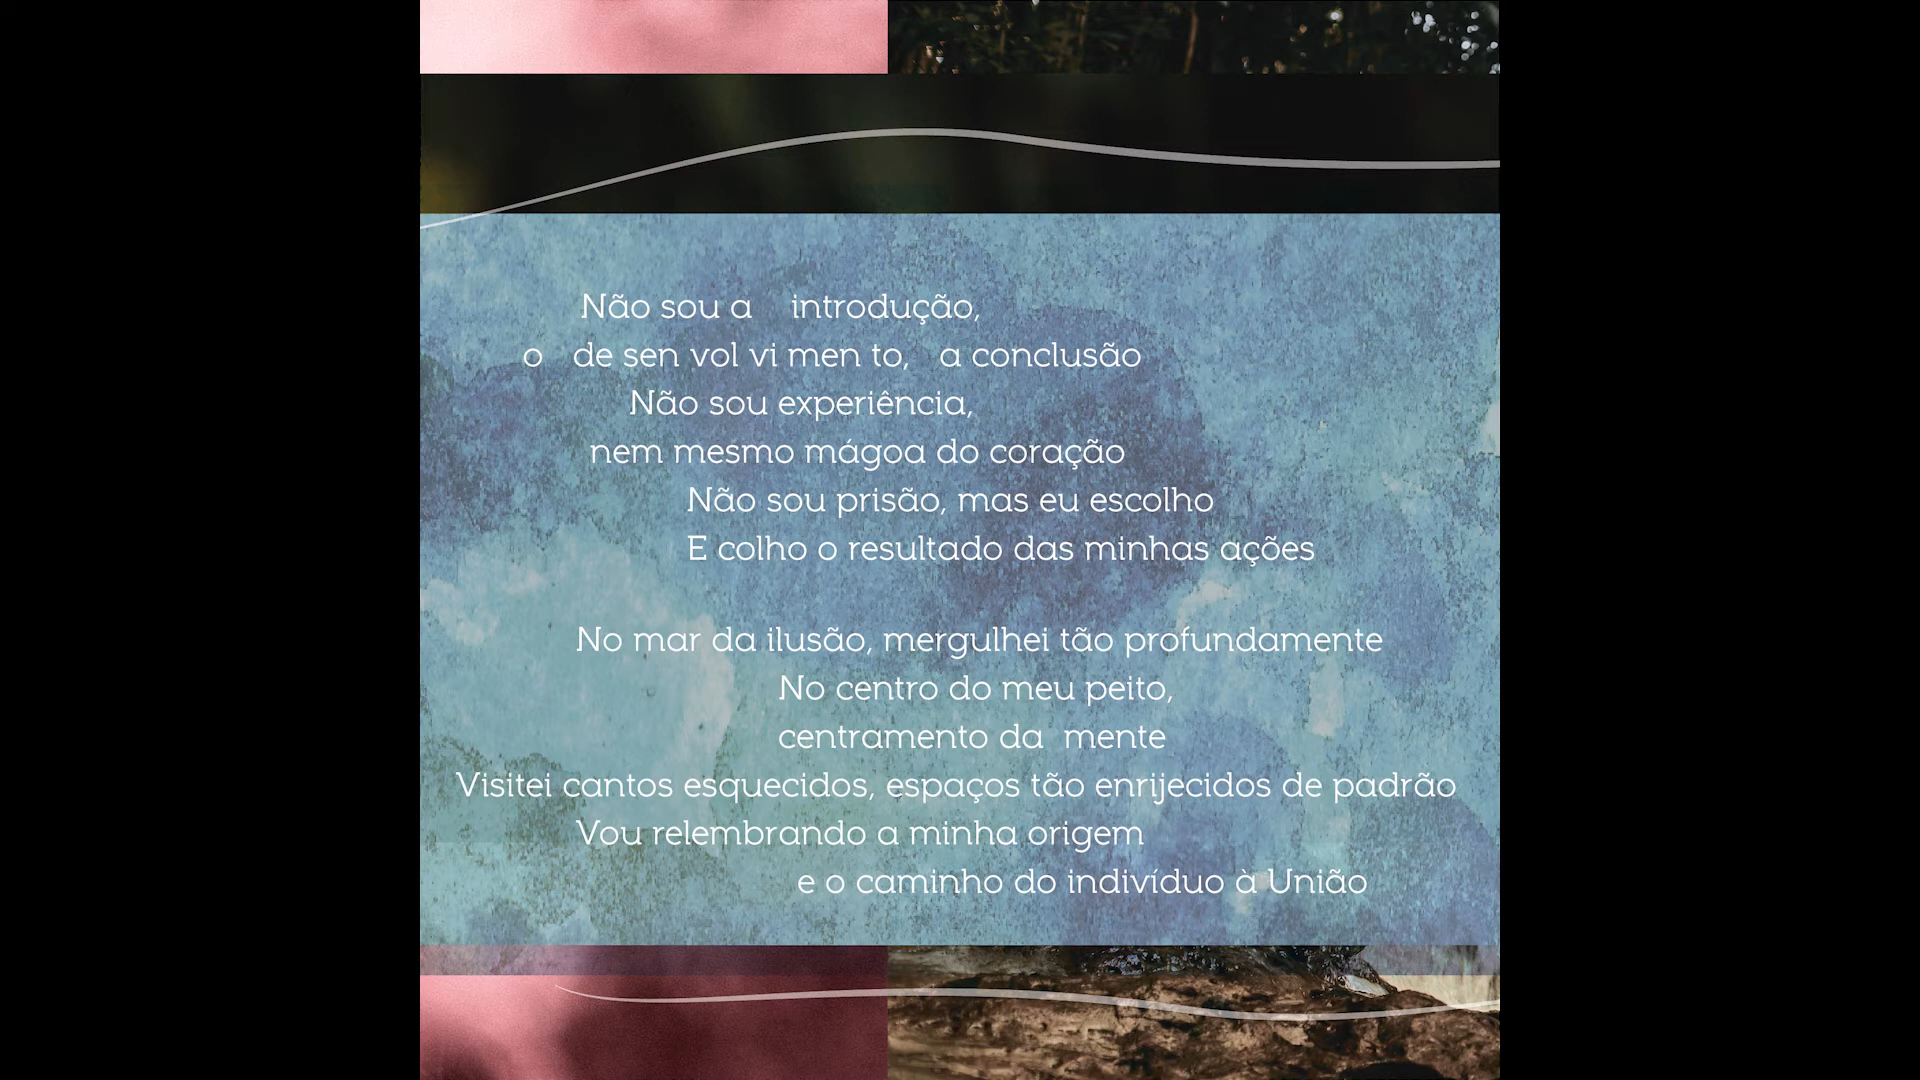 Não sou a introdução,
o de sen vol vi men to, a conclusão
Não sou experiência,
nem mesmo mágoa do coração
Não sou prisão, mas eu escolho
E colho o resultado das minhas ações
No mar da ilusão, mergulhei tão profundamente
No centro do meu peito,
centramento da mente
Visitei cantos esquecidos, espaços tão enrijecidos de padrão
Vou relembrando a minha origem
e o caminho do indivíduo à União